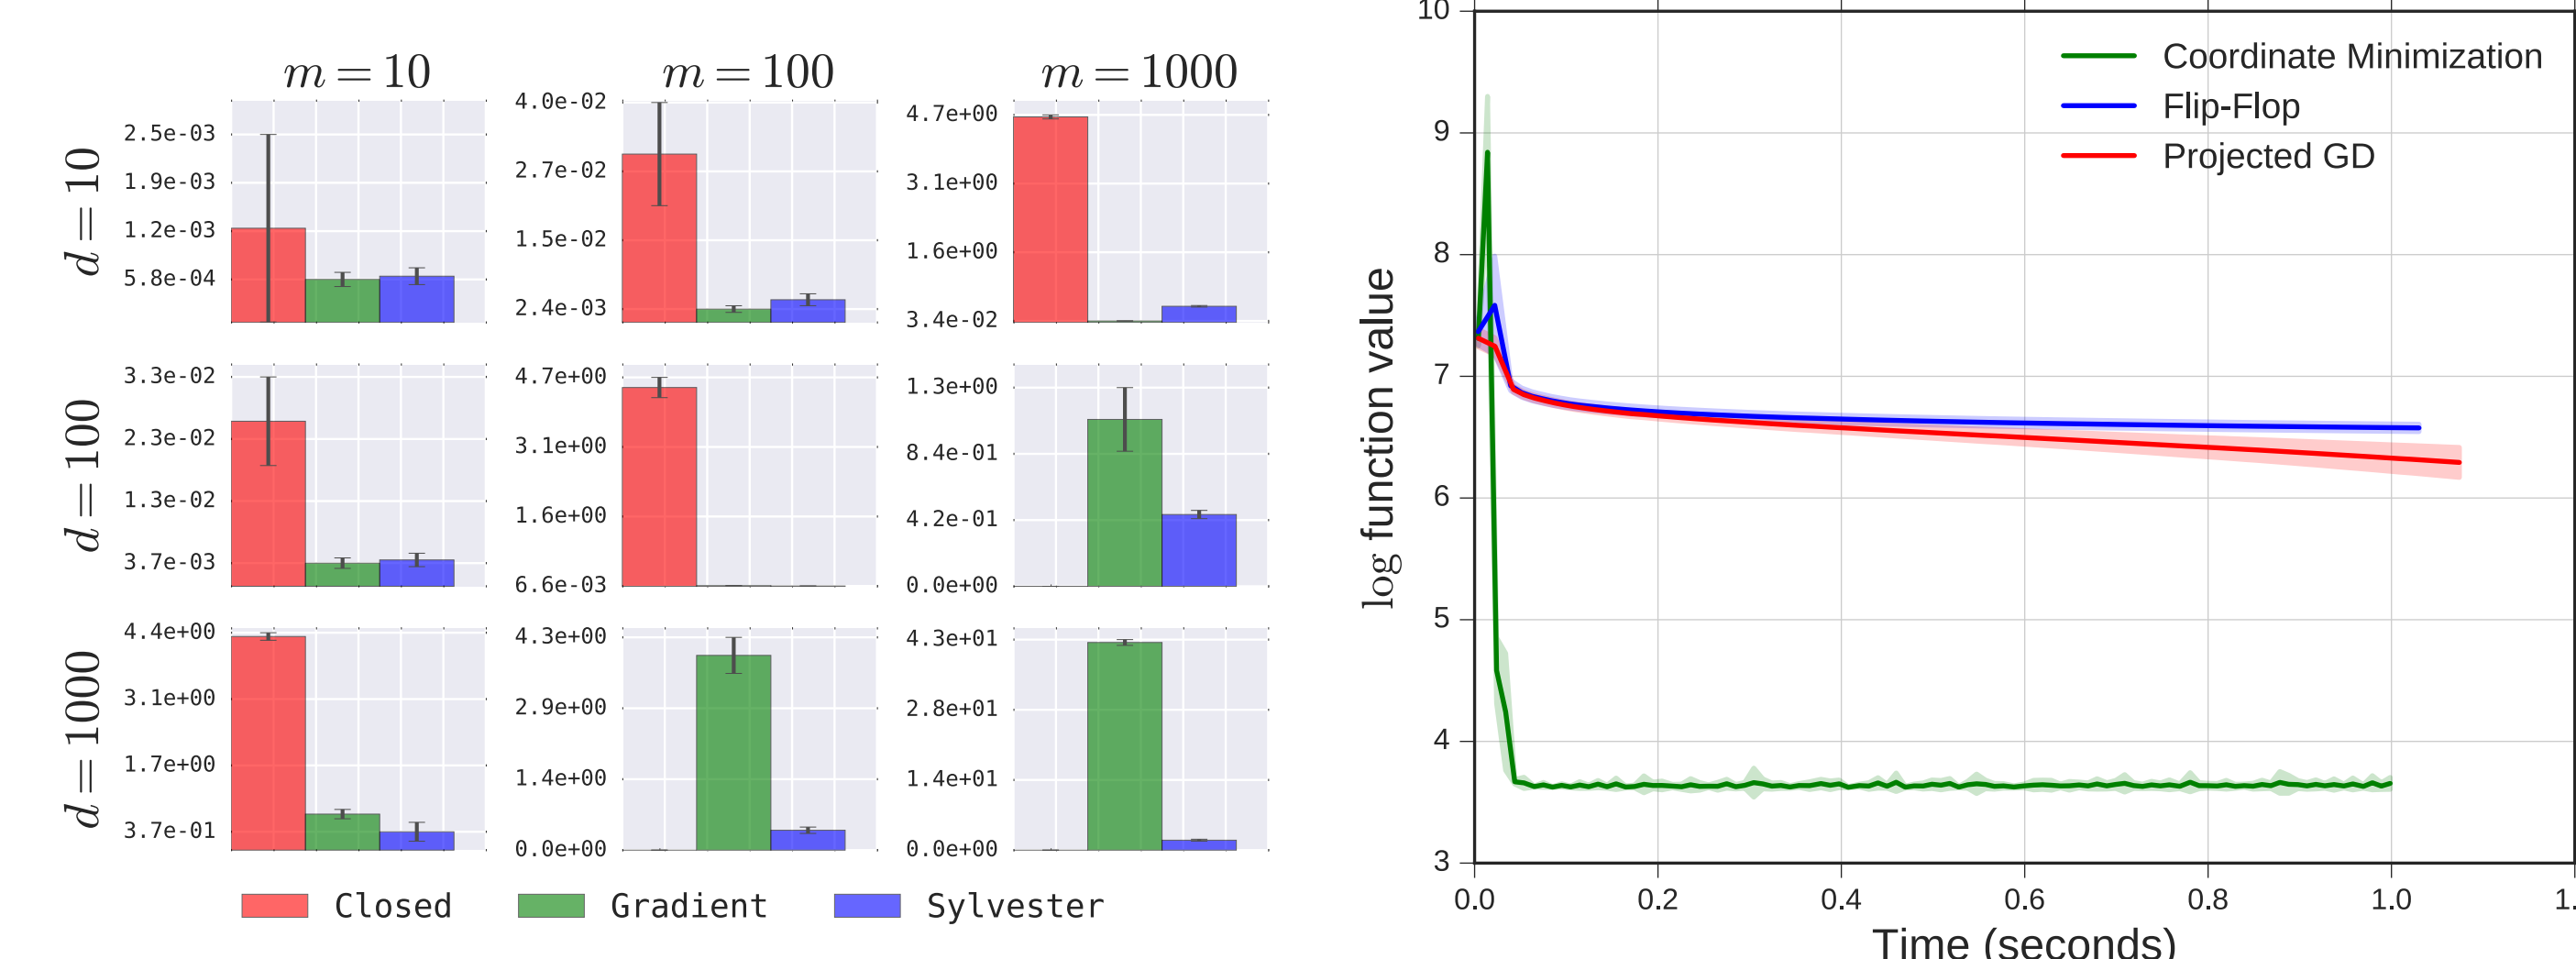 m = 10
m = 100
m = 1000
d = 10
2.5e-03
1.9e-03
1.2e-03
5.8e-04
4.0e-02
2.7e-02
1.5e-02
2.4e-03
4.7e+00
3.1e+00
1.6e+00
3.4e-02
d = 100
3.3e-02
2.3e-02
1.3e-02
3.7e-03
4.7e+00
3.1e+00
1.6e+00
6.6e-03
1.3e+00
8.4e-01
4.2e-01
0.0e+00
d = 1000
4.4e+00
3.1e+00
1.7e+00
3.7e-01
4.3e+00
2.9e+00
1.4e+00
0.0e+00
4.3e+01
2.8e+01
1.4e+01
0.0e+00
Closed
Gradient
Sylvester
log function value
10
9
8
7
6
5
4
3
Coordinate Minimization
Flip-Flop
Projected GD
0.0
0.2
0.4
0.6
0.8
1.0
1.
Time (seconds)